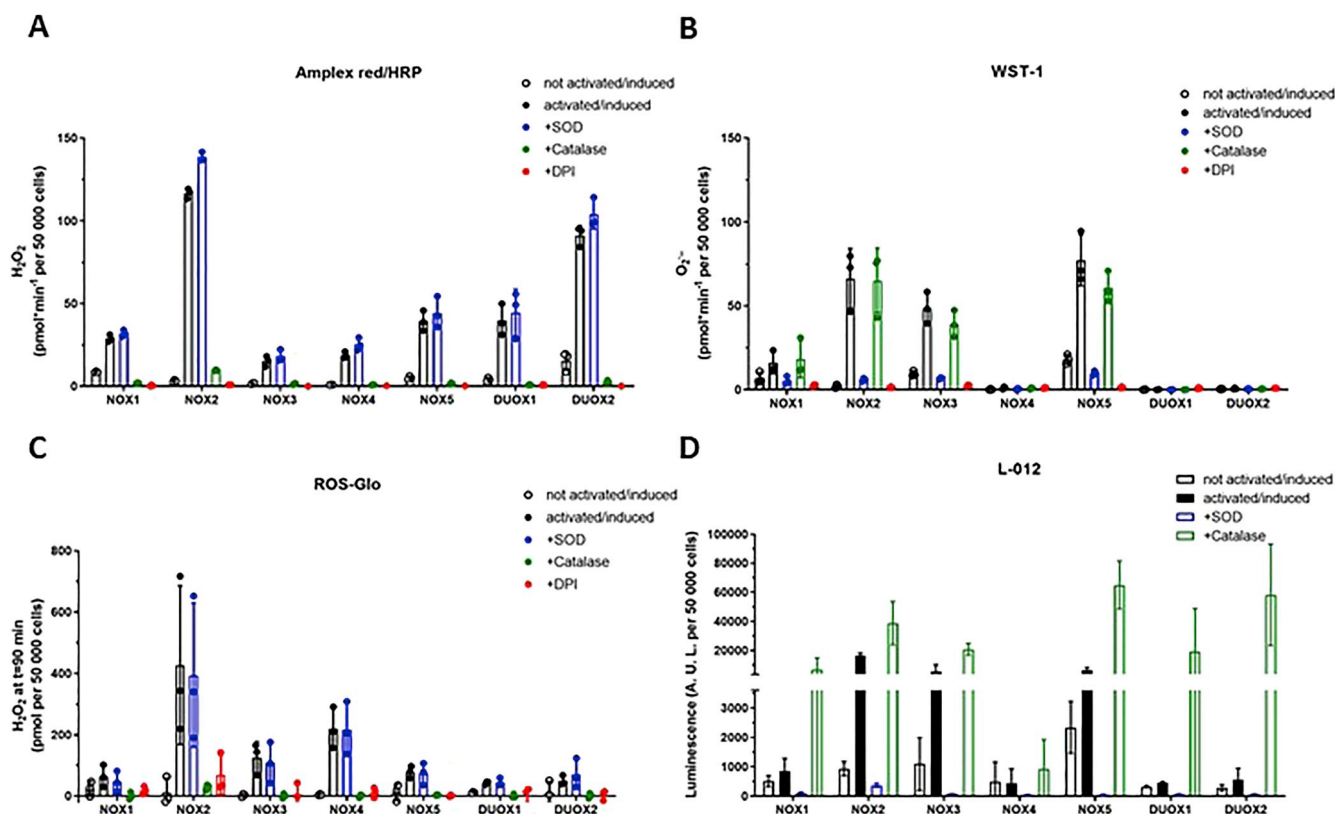 A
Amplex red/HRP
not activated/induced
activated/induced
+SOD
+Catalase
+DPI
150
100
50
0
H₂O₂
(pmol*min⁻¹ per 50 000 cells)
NOX1 NOX2 NOX3 NOX4 NOX5 DUOX1 DUOX2
B
WST-1
not activated/induced
activated/induced
+SOD
+Catalase
+DPI
150
100
50
0
O₂·⁻
(pmol*min⁻¹ per 50 000 cells)
NOX1 NOX2 NOX3 NOX4 NOX5 DUOX1 DUOX2
C
ROS-Glo
not activated/induced
activated/induced
+SOD
+Catalase
+DPI
800
600
400
200
0
H₂O₂ at t=90 min
(pmol per 50 000 cells)
NOX1 NOX2 NOX3 NOX4 NOX5 DUOX1 DUOX2
D
L-012
not activated/induced
activated/induced
+SOD
+Catalase
100000
80000
60000
40000
20000
3000
2000
1000
0
Luminescence (A. U. L. per 50 000 cells)
NOX1 NOX2 NOX3 NOX4 NOX5 DUOX1 DUOX2